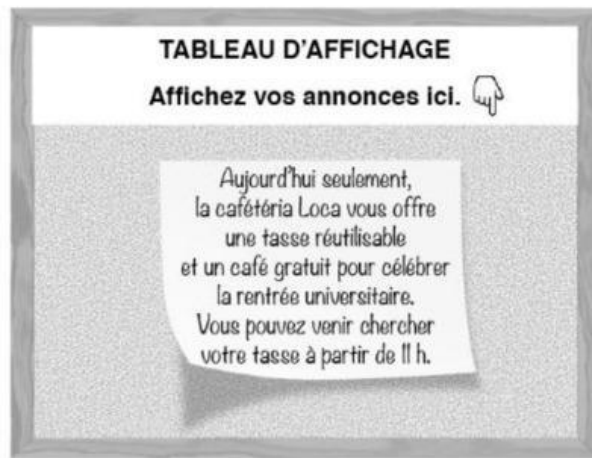 TABLEAU D'AFFICHAGE
Affichez vos annonces ici.
Aujourd'hui seulement,
la cafétéria Loca vous offre
une tasse réutilisable
et un café gratuit pour célébrer
la rentrée universitaire.
Vous pouvez venir chercher
votre tasse à partir de 11 h.